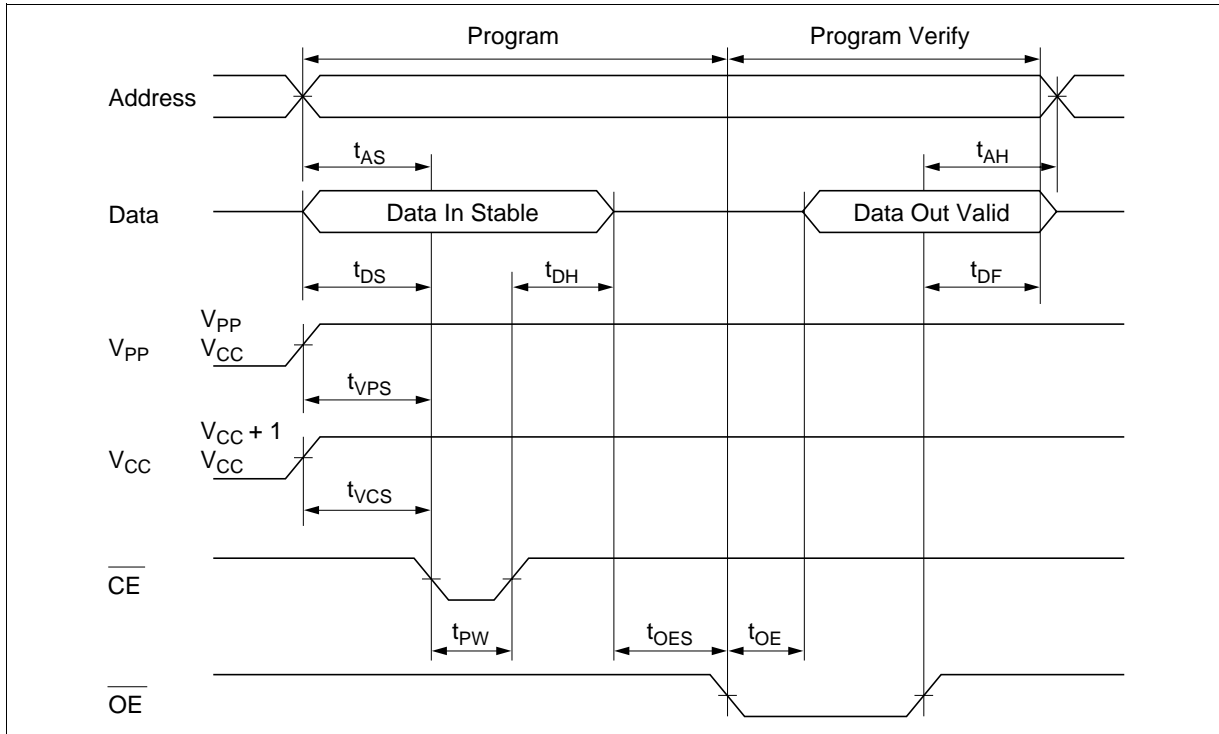 Program Program Verify
Address
tAS tAH
Data Data In Stable Data Out Valid
tDS tDH tDF
VPP
VPP VCC
tVPS
VCC + 1
VCC VCC
tVCS
CE
tPW tOES tOE
OE